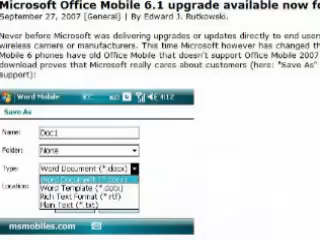 Microsoft Office Mobile 6.1 upgrade available now fo
September 27, 2007 [General] | By Edward J. Rutkowski.
Never before Microsoft was delivering upgrades or updates directly to end users
wireless carriers or manufacturers. This time Microsoft however has changed th
Mobile 6 phones have old Office Mobile that doesn't support Office Mobile 2007
download proves that Microsoft really cares about customers (here: "Save As"
support):
Word Mobile 4:12
Save As
Name: Doc1
Folder: None
Type: Word Document (*.docx)
Word Document (*.docx)
Location: Word Template (*.dotx)
Rich Text Format (*.rtf)
Plain Text (*.txt)
msmobiles.com